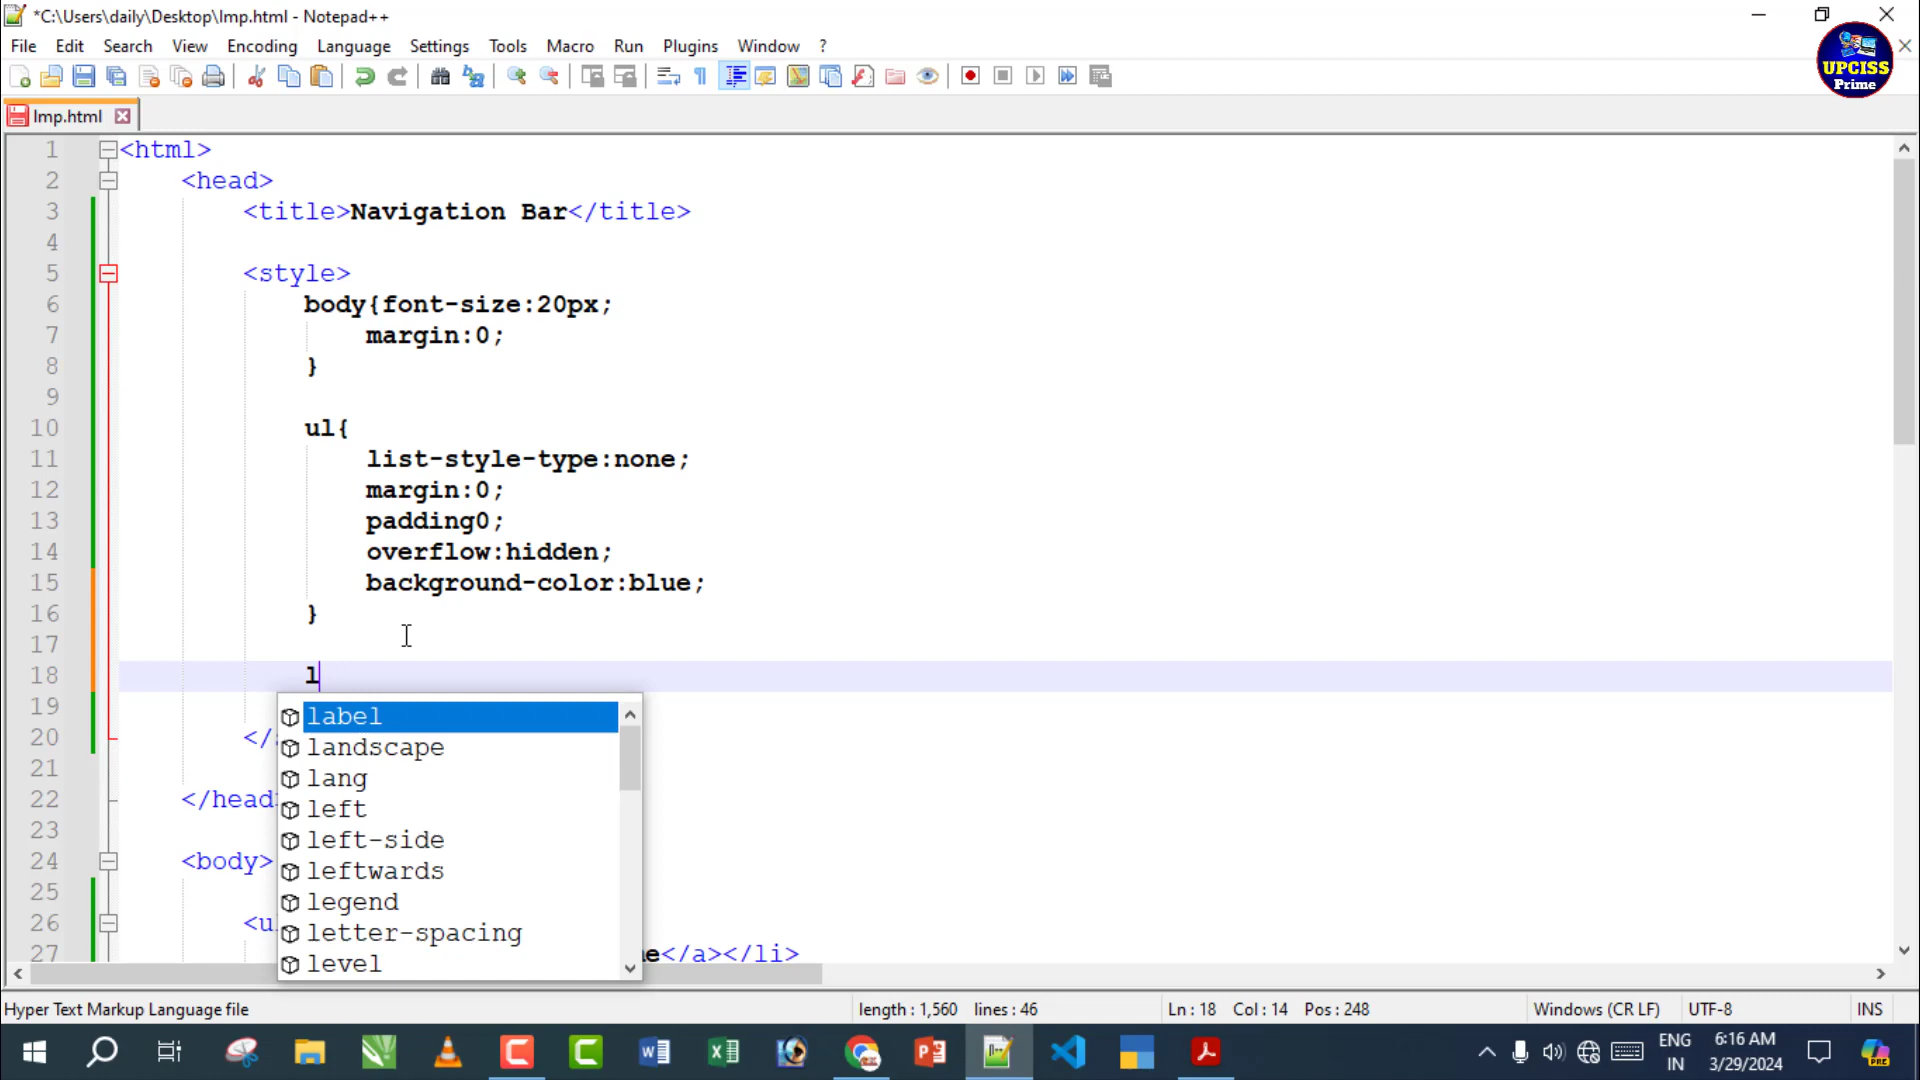 *C:\Users\daily\Desktop\Imp.html - Notepad++
File Edit Search View Encoding Language Settings Tools Macro Run Plugins Window ?
UPCISS
Prime
Imp.html
1 <html>
2 <head>
3 <title>Navigation Bar</title>
4
5 <style>
6 body{font-size:20px;
7 margin:0;
8 }
9
10 ul{
11 list-style-type:none;
12 margin:0;
13 padding0;
14 overflow:hidden;
15 background-color:blue;
16 }
17
18 l
19
20 </
21
22 </head
23
24 <body>
25
26 <u
27 e</a></li>
label
landscape
lang
left
left-side
leftwards
legend
letter-spacing
level
Hyper Text Markup Language file length : 1,560 lines : 46 Ln : 18 Col : 14 Pos : 248 Windows (CR LF) UTF-8 INS
ENG
IN
6:16 AM
3/29/2024